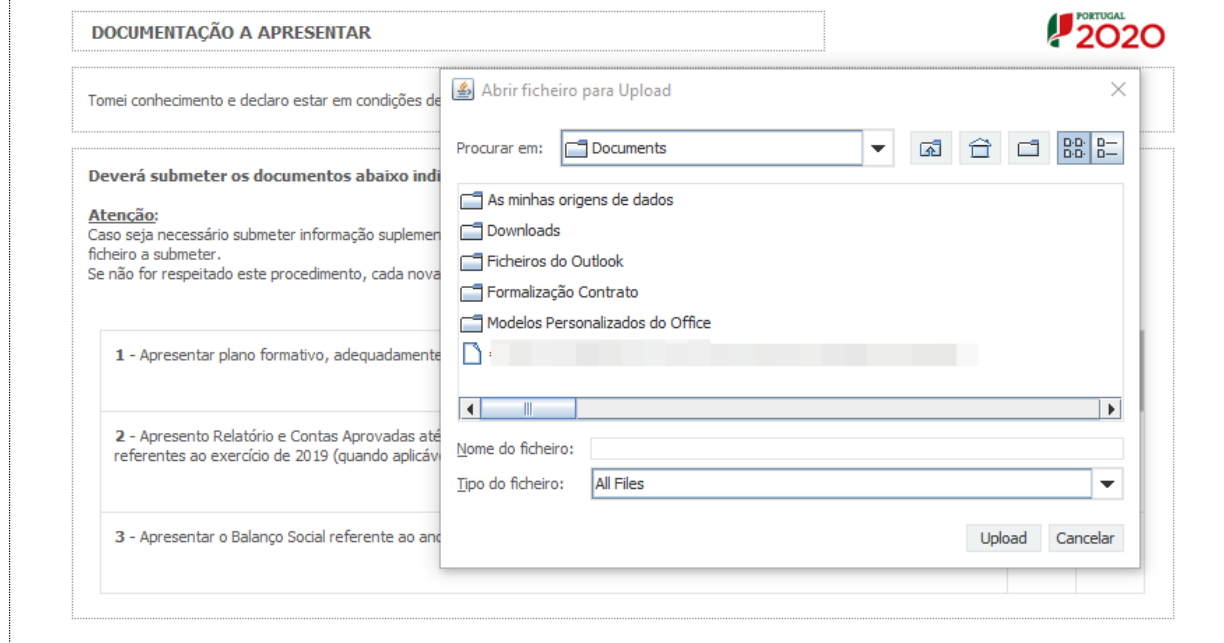 DOCUMENTAÇÃO A APRESENTAR
PORTUGAL
2020
Tomei conhecimento e declaro estar em condições de
Deverá submeter os documentos abaixo indi
Atenção:
Caso seja necessário submeter informação suplemen
ficheiro a submeter.
Se não for respeitado este procedimento, cada nova
1 - Apresentar plano formativo, adequadamente
2 - Apresento Relatório e Contas Aprovadas até
referentes ao exercício de 2019 (quando aplicáv
3 - Apresentar o Balanço Social referente ao ano
Abrir ficheiro para Upload
Procurar em: Documents
As minhas origens de dados
Downloads
Ficheiros do Outlook
Formalização Contrato
Modelos Personalizados do Office
Nome do ficheiro:
Tipo do ficheiro: All Files
Upload Cancelar